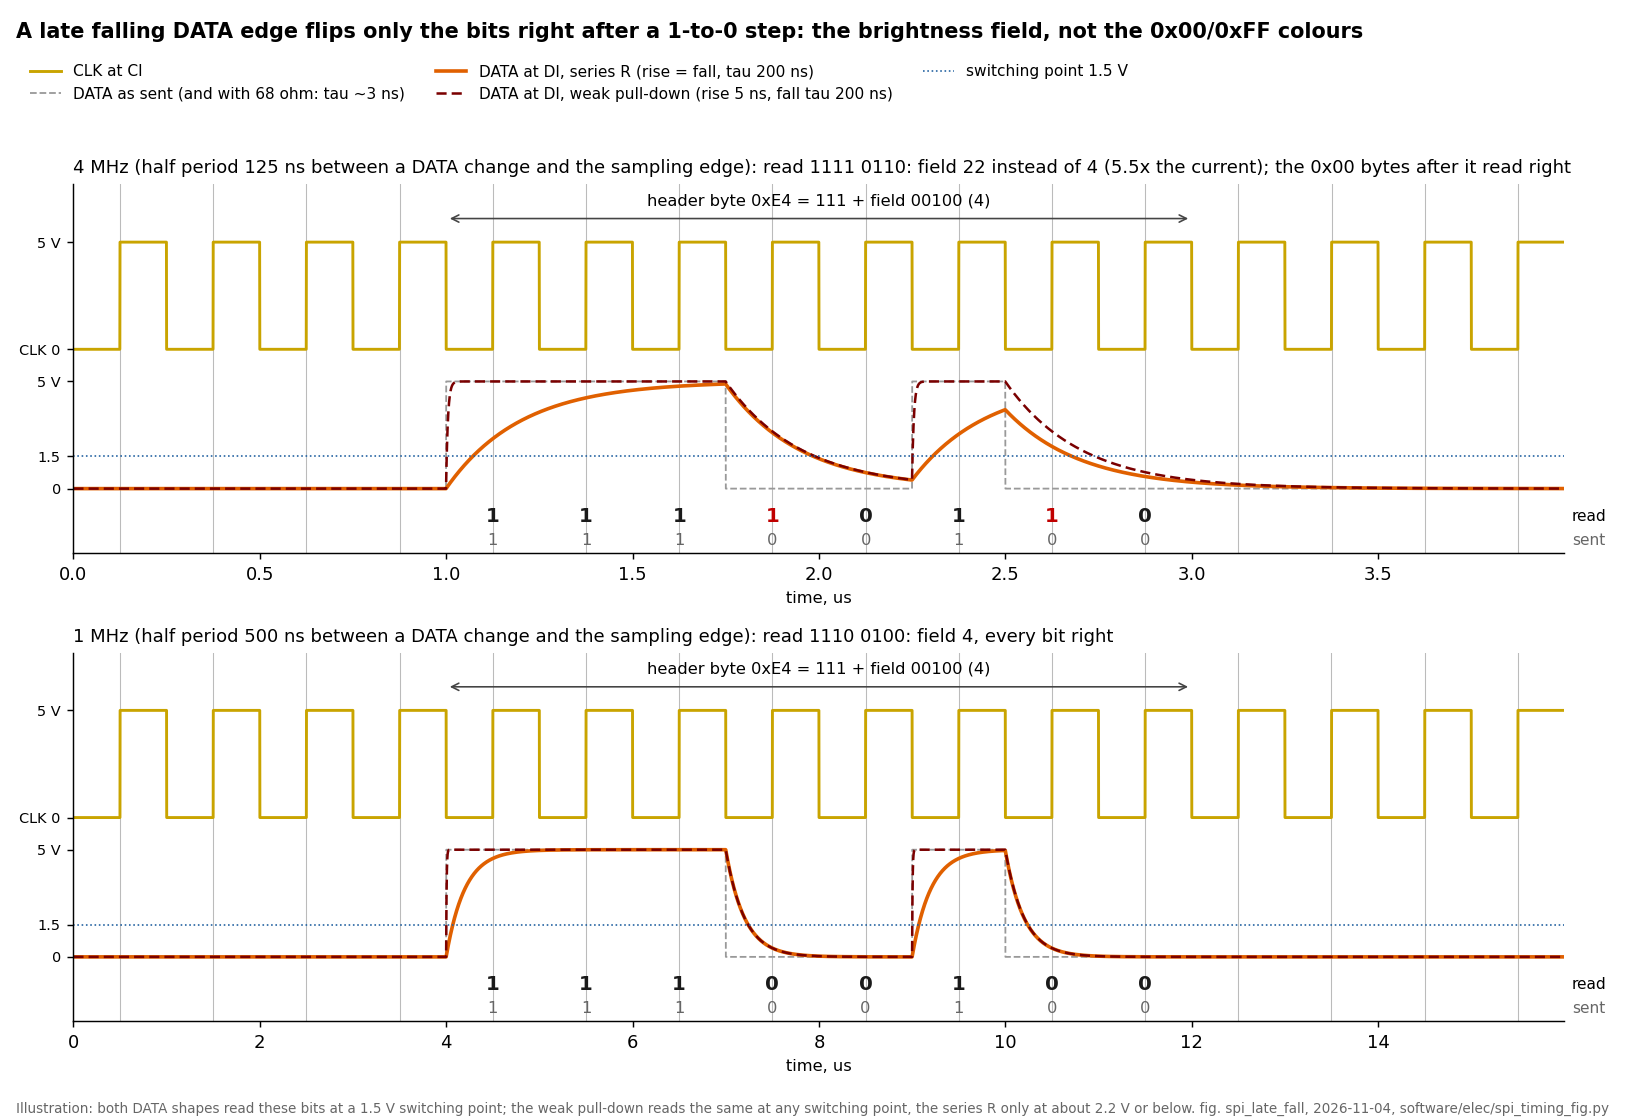 A late falling DATA edge flips only the bits right after a 1-to-0 step: the brightness field, not the 0x00/0xFF colours
CLK at CI
DATA as sent (and with 68 ohm: tau ~3 ns)
DATA at DI, series R (rise = fall, tau 200 ns)
DATA at DI, weak pull-down (rise 5 ns, fall tau 200 ns)
switching point 1.5 V
4 MHz (half period 125 ns between a DATA change and the sampling edge): read 1111 0110: field 22 instead of 4 (5.5x the current); the 0x00 bytes after it read right
header byte 0xE4 = 111 + field 00100 (4)
5 V
CLK 0
5 V
1.5
0
1 1 1 1 0 1 1 0 read
1 1 1 0 0 1 0 0 sent
0.0 0.5 1.0 1.5 2.0 2.5 3.0 3.5
time, us
1 MHz (half period 500 ns between a DATA change and the sampling edge): read 1110 0100: field 4, every bit right
header byte 0xE4 = 111 + field 00100 (4)
5 V
CLK 0
5 V
1.5
0
1 1 1 0 0 1 0 0 read
1 1 1 0 0 1 0 0 sent
0 2 4 6 8 10 12 14
time, us
Illustration: both DATA shapes read these bits at a 1.5 V switching point; the weak pull-down reads the same at any switching point, the series R only at about 2.2 V or below. fig. spi_late_fall, 2026-11-04, software/elec/spi_timing_fig.py